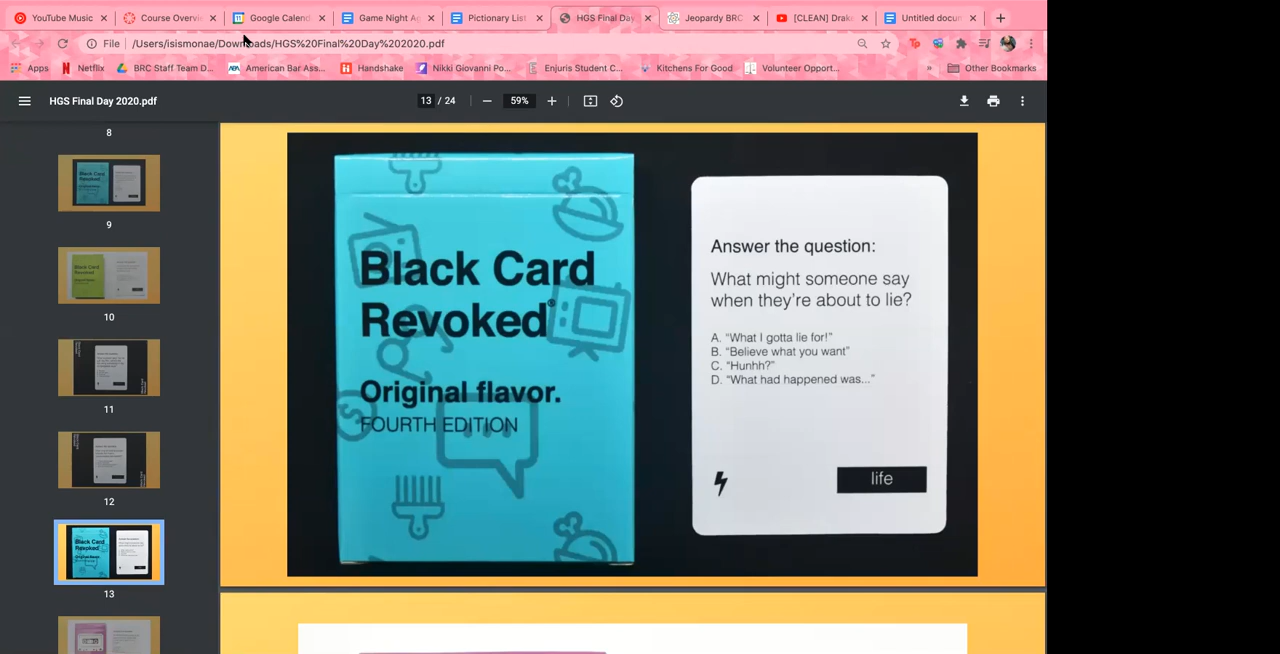 YouTube Music
Course Overvi
Google Calend
Game Night A
Pictionary List
HGS Final Day
Jeopardy BRC
[CLEAN] Drake
Untitled docum
File
/Users/isismonae/Downloads/HGS%20Final%20Day%202020.pdf
Apps
Netflix
BRC Staff Team D...
ABA
American Bar Ass...
Handshake
Nikki Giovanni Po...
Enjuris Student C...
Kitchens For Good
Volunteer Opport...
»
Other Bookmarks
HGS Final Day 2020.pdf
13 / 24
59%
8
9
10
11
12
13
Black Card
Revoked®
Original flavor.
FOURTH EDITION
Answer the question:
What might someone say
when they're about to lie?
A. "What I gotta lie for!"
B. "Believe what you want"
C. "Hunhh?"
D. "What had happened was..."
life